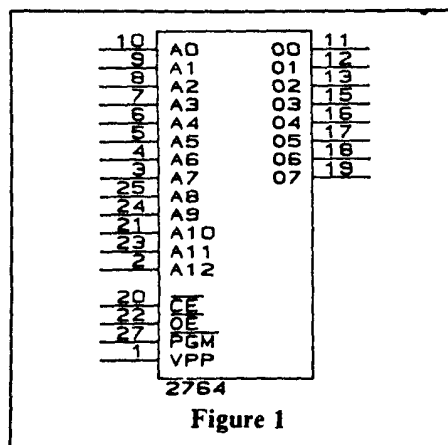 10 A0 O0 11
9 A1 O1 12
8 A2 O2 13
7 A3 O3 15
6 A4 O4 16
5 A5 O5 17
4 A6 O6 18
3 A7 O7 19
25 A8
24 A9
21 A10
23 A11
2 A12
20 CE
22 OE
27 PGM
1 VPP
2764
Figure 1